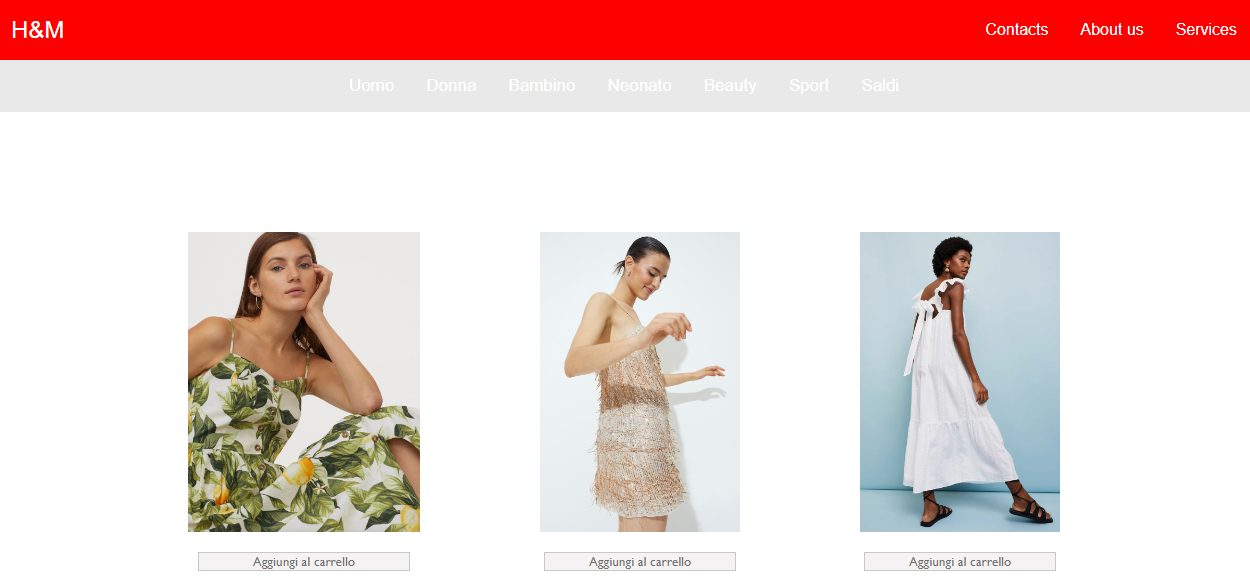 H&M Contacts About us Services
Uomo Donna Bambino Neonato Beauty Sport Saldi
Aggiungi al carrello Aggiungi al carrello Aggiungi al carrello